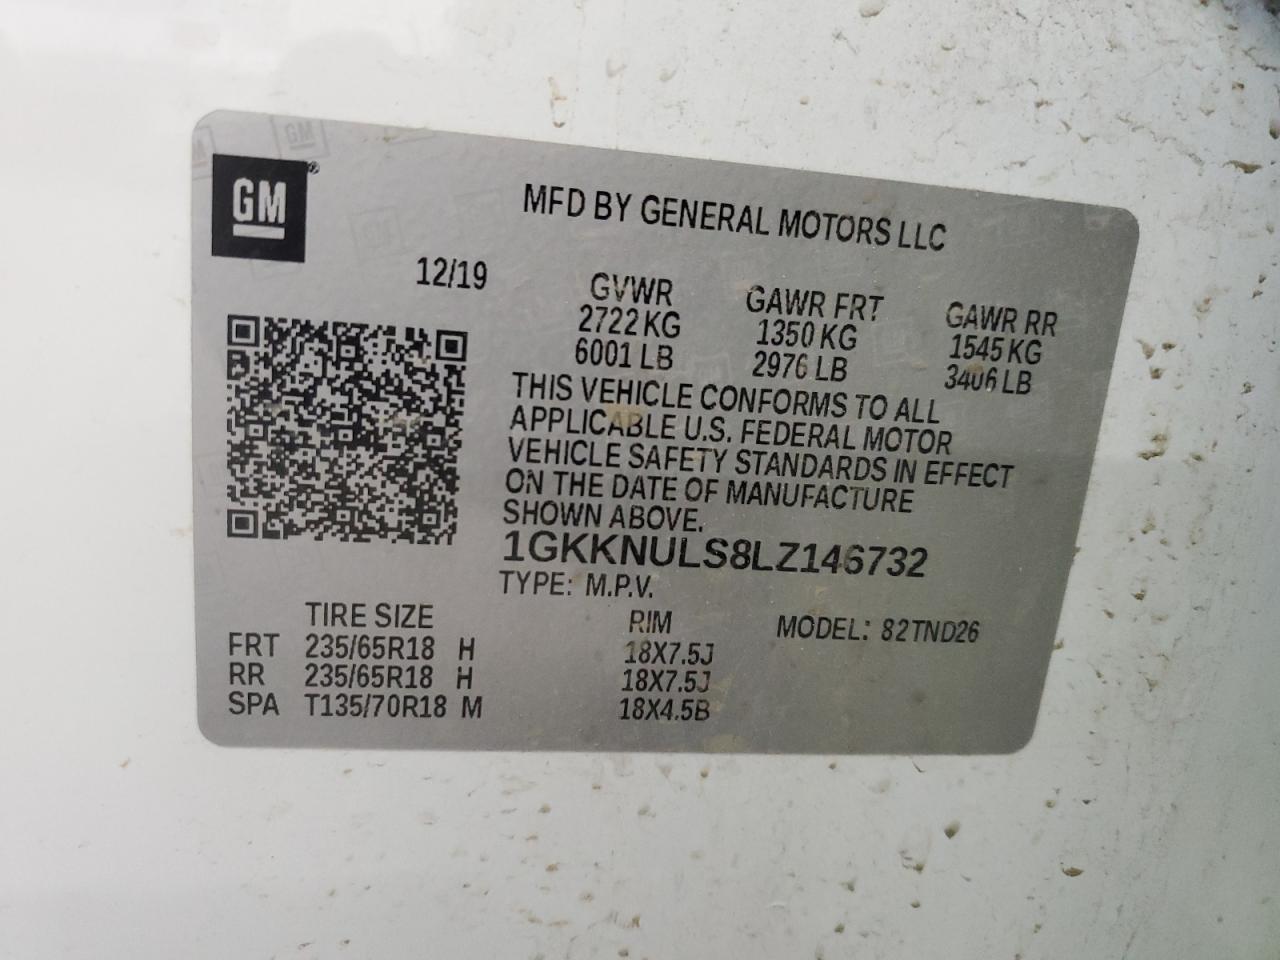 GM®
MFD BY GENERAL MOTORS LLC
12/19
GVWR GAWR FRT GAWR RR
2722 KG 1350 KG 1545 KG
6001 LB 2976 LB 3406 LB
THIS VEHICLE CONFORMS TO ALL
APPLICABLE U.S. FEDERAL MOTOR
VEHICLE SAFETY STANDARDS IN EFFECT
ON THE DATE OF MANUFACTURE
SHOWN ABOVE.
1GKKNULS8LZ146732
TYPE: M.P.V.
TIRE SIZE RIM MODEL: 82TND26
FRT 235/65R18 H 18X7.5J
RR 235/65R18 H 18X7.5J
SPA T135/70R18 M 18X4.5B